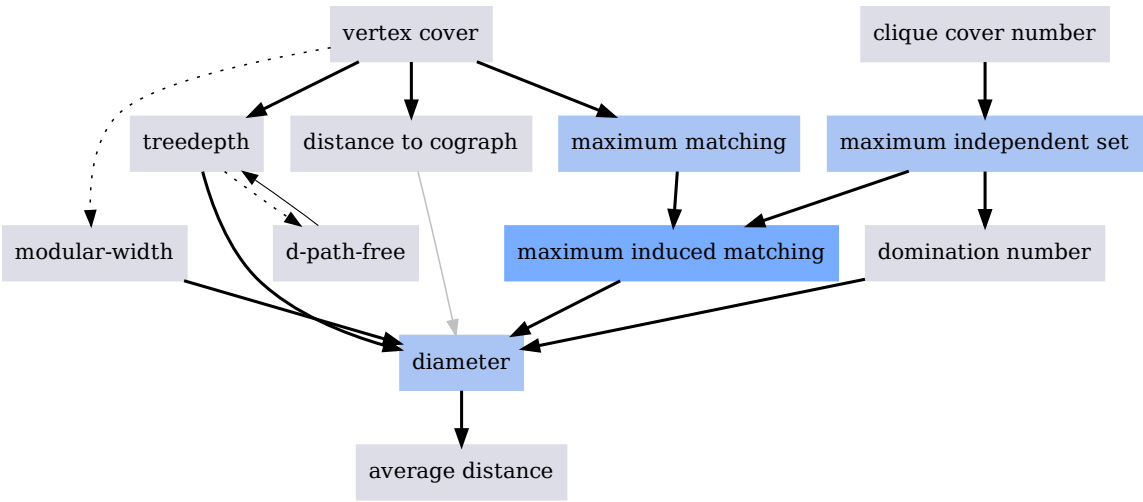 vertex cover
clique cover number
treedepth
distance to cograph
maximum matching
maximum independent set
modular-width
d-path-free
maximum induced matching
domination number
diameter
average distance